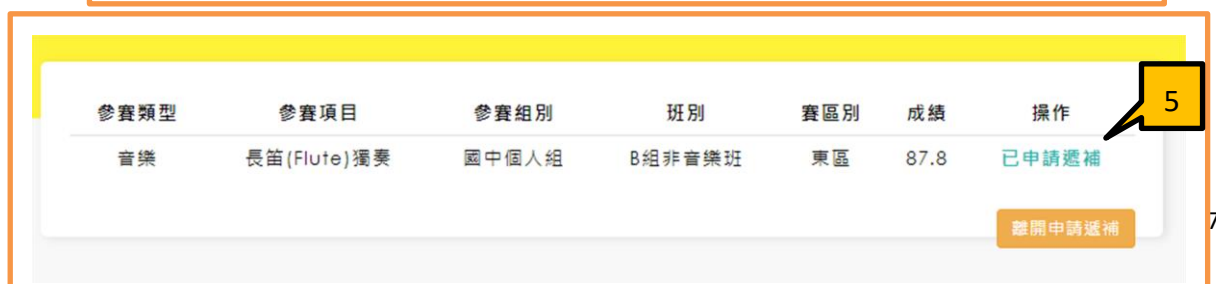 5
參賽類型 參賽項目 參賽組別 班別 賽區別 成績 操作
音樂 長笛(Flute)獨奏 國中個人組 B組非音樂班 東區 87.8 已申請遞補
離開申請遞補
7